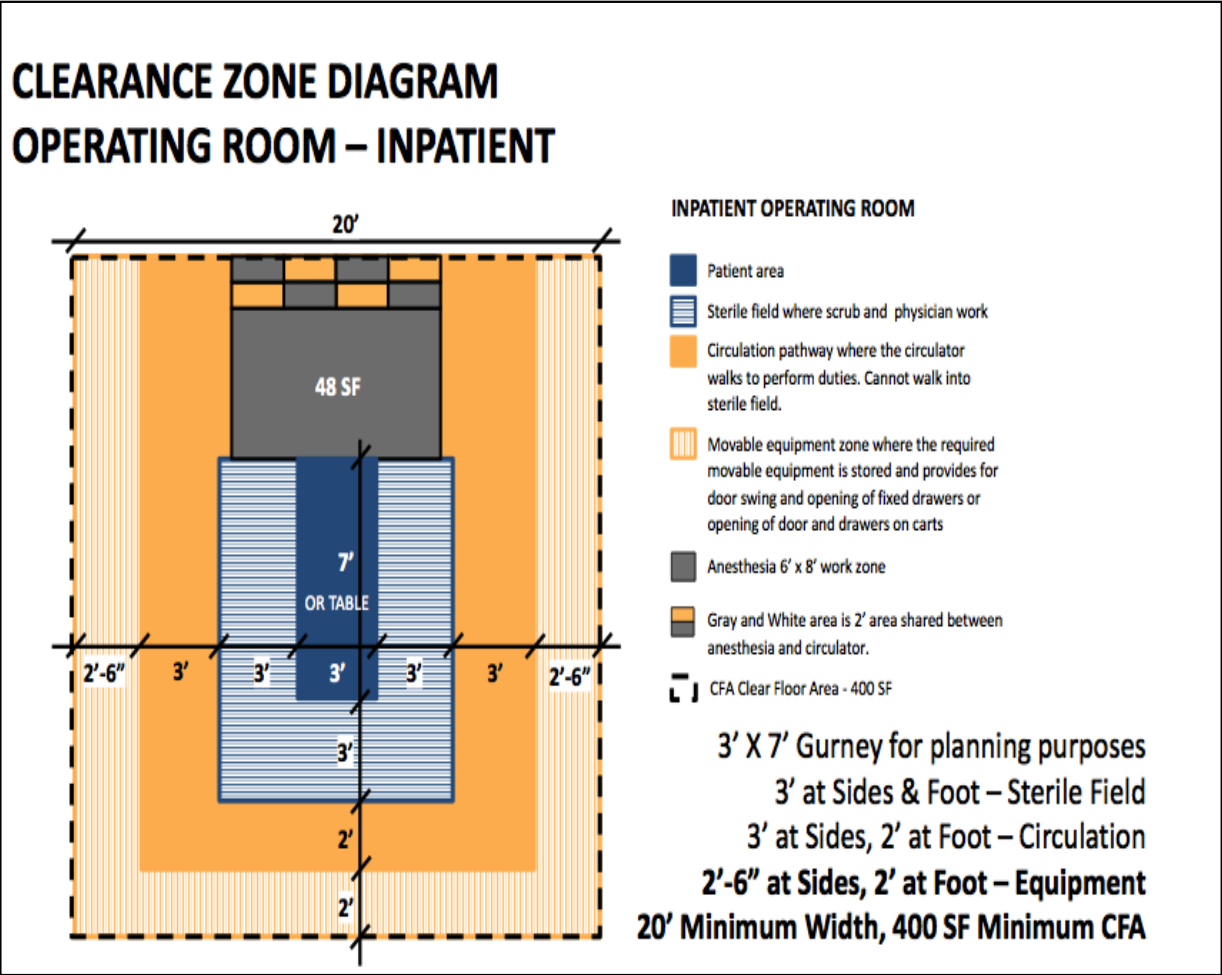 CLEARANCE ZONE DIAGRAM
OPERATING ROOM – INPATIENT
20’
48 SF
7’
OR TABLE
2’-6”
3’
3’
3’
3’
3’
2’-6”
3’
2’
2’
INPATIENT OPERATING ROOM
Patient area
Sterile field where scrub and physician work
Circulation pathway where the circulator
walks to perform duties. Cannot walk into
sterile field.
Movable equipment zone where the required
movable equipment is stored and provides for
door swing and opening of fixed drawers or
opening of door and drawers on carts
Anesthesia 6’ x 8’ work zone
Gray and White area is 2’ area shared between
anesthesia and circulator.
CFA Clear Floor Area - 400 SF
3’ X 7’ Gurney for planning purposes
3’ at Sides & Foot – Sterile Field
3’ at Sides, 2’ at Foot – Circulation
2’-6” at Sides, 2’ at Foot – Equipment
20’ Minimum Width, 400 SF Minimum CFA